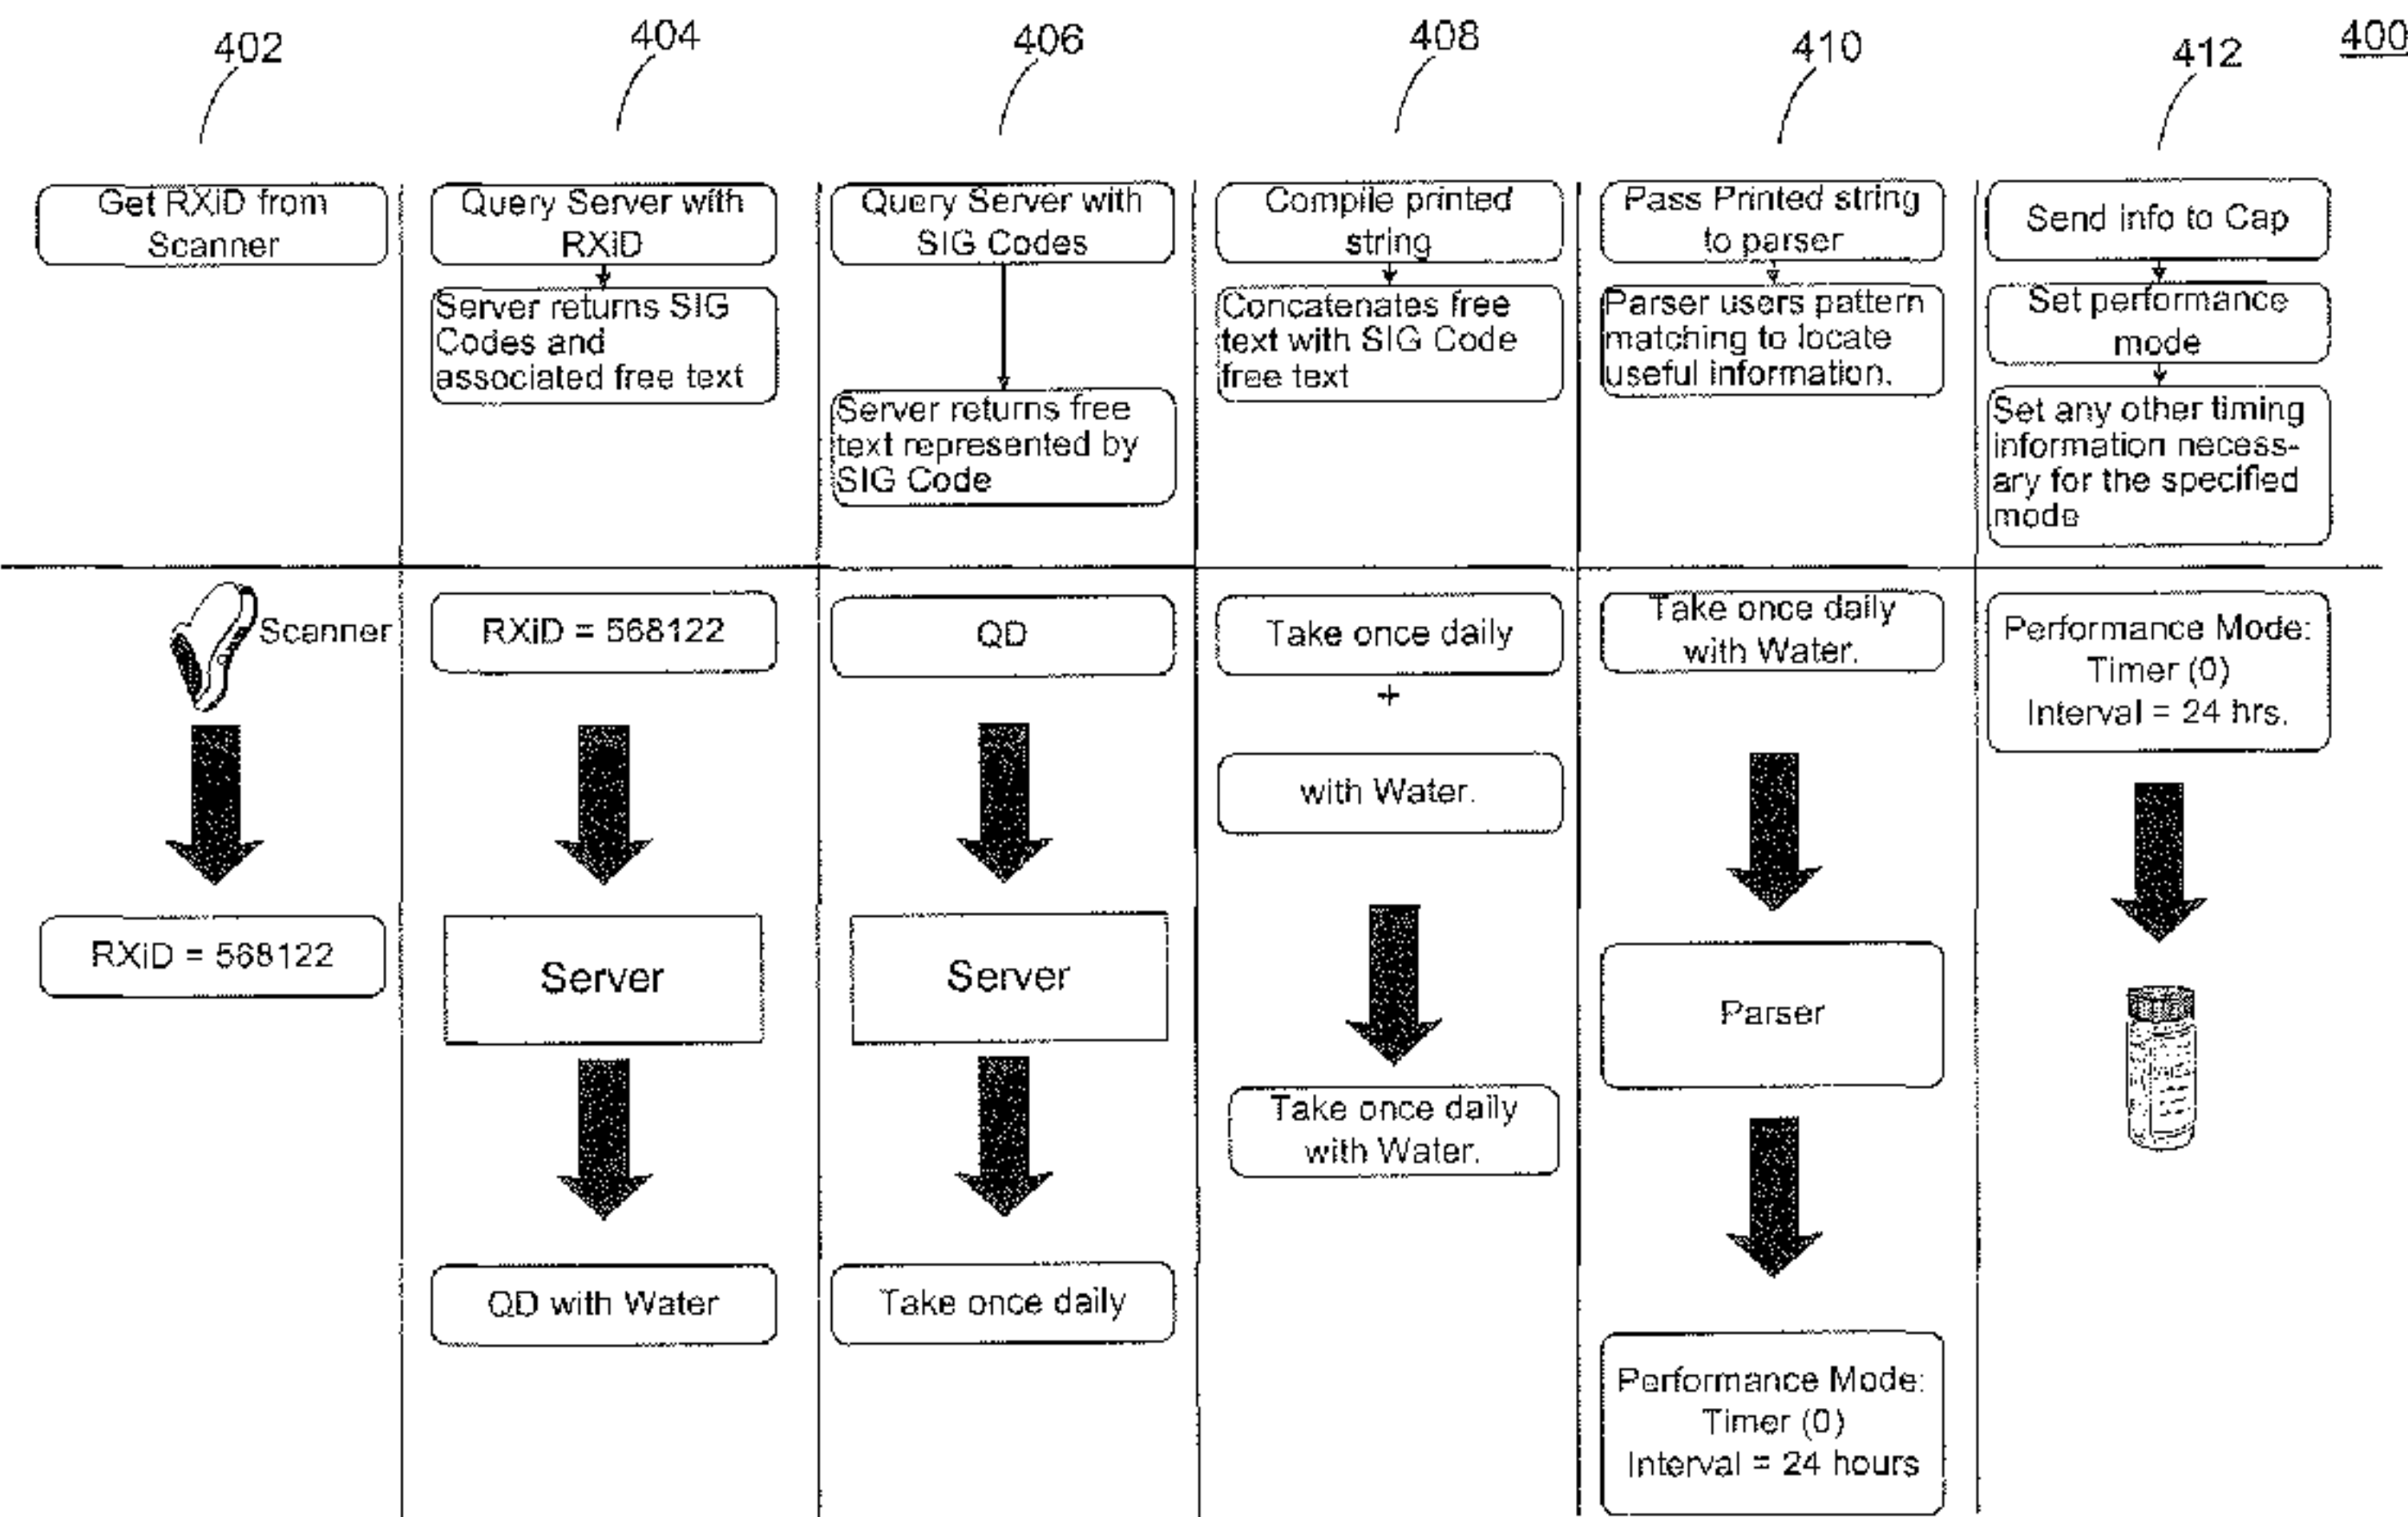 400
402
Get RXiD from
Scanner
Scanner
RXiD = 568122
404
Query Server with
RXiD
Server returns SIG
Codes and
associated free text
RXiD = 568122
Server
QD with Water
406
Query Server with
SIG Codes
Server returns free
text represented by
SIG Code
QD
Server
Take once daily
408
Compile printed
string
Concatenates free
text with SIG Code
free text
Take once daily
+
with Water.
Take once daily
with Water.
410
Pass Printed string
to parser
Parser users pattern
matching to locate
useful information.
Take once daily
with Water.
Parser
Performance Mode:
Timer (0)
Interval = 24 hours
412
Send info to Cap
Set performance
mode
Set any other timing
information necess-
ary for the specified
mode
Performance Mode:
Timer (0)
Interval = 24 hrs.